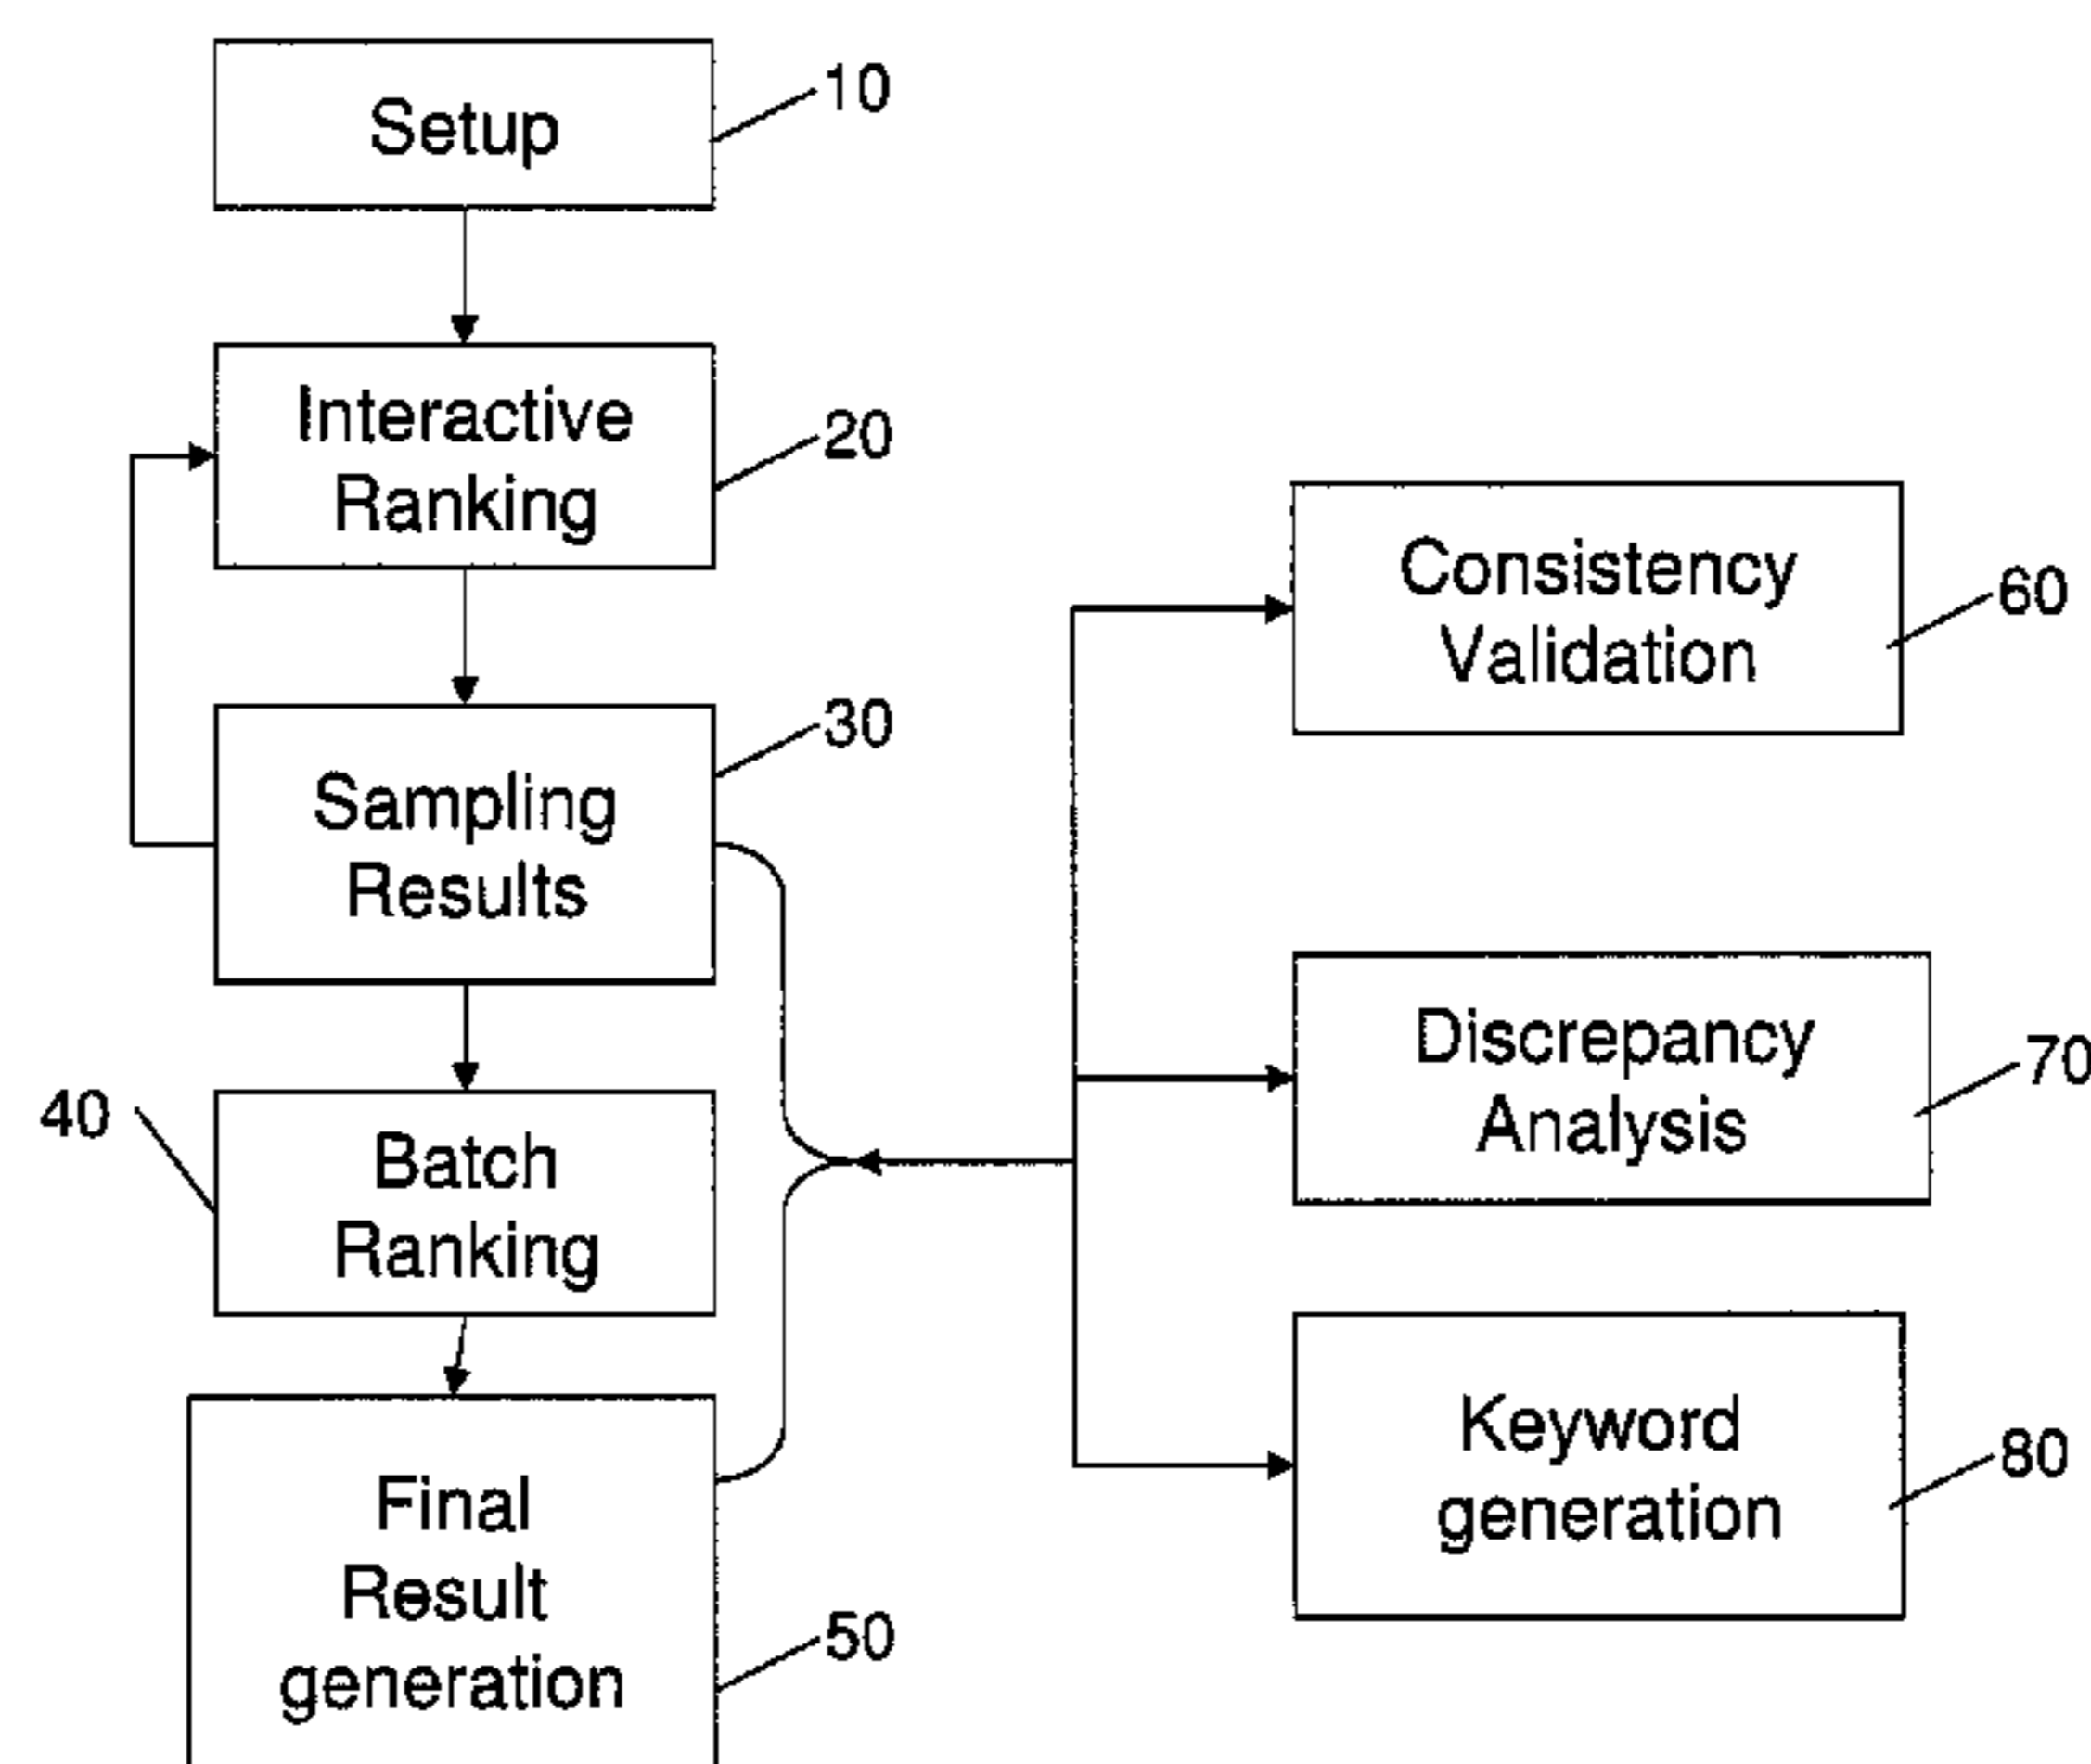 Setup
10
Interactive
Ranking
20
Sampling
Results
30
Batch
Ranking
40
Final
Result
generation
50
Consistency
Validation
60
Discrepancy
Analysis
70
Keyword
generation
80